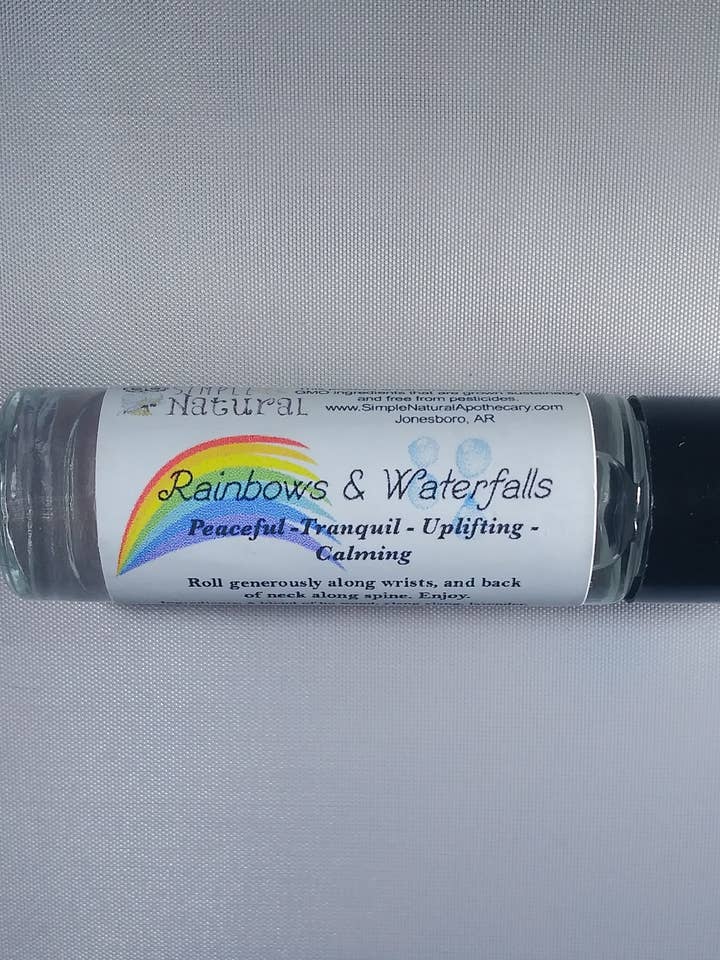 SIMPLE
Natural
GMO ingredients that are grown sustainably
and free from pesticides.
www.SimpleNaturalApothecary.com
Jonesboro, AR
Rainbows & Waterfalls
Peaceful -Tranquil - Uplifting -
Calming
Roll generously along wrists, and back
of neck along spine. Enjoy.